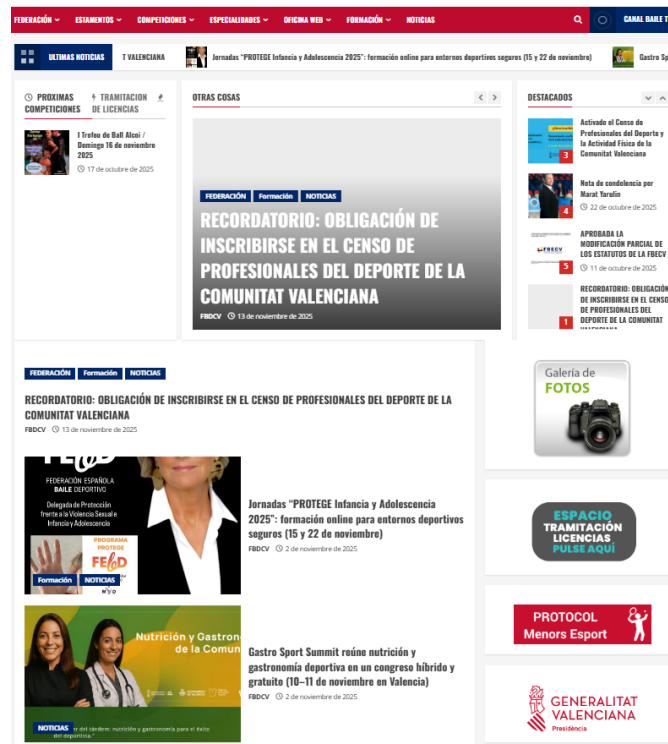 FEDERACIÓN ESTAMENTOS COMPETICIONES ESPECIALIDADES OFICINA WEB FORMACIÓN NOTICIAS CANAL BAILE T
ULTIMAS NOTICIAS T VALENCIANA Jornadas “PROTEGE Infancia y Adolescencia 2025”: formación online para entornos deportivos seguros (15 y 22 de noviembre) Gastro Sp
PROXIMAS COMPETICIONES
TRAMITACION DE LICENCIAS
I Trofeu de Ball Alcoi /
Domingo 16 de noviembre
2025
17 de octubre de 2025
OTRAS COSAS
FEDERACIÓN Formación NOTICIAS
RECORDATORIO: OBLIGACIÓN DE
INSCRIBIRSE EN EL CENSO DE
PROFESIONALES DEL DEPORTE DE LA
COMUNITAT VALENCIANA
FBDCV 13 de noviembre de 2025
DESTACADOS
Activado el Censo de
Profesionales del Deporte y
la Actividad Física de la
Comunitat Valenciana
3
Nota de condolencia por
Marat Yarulin
22 de octubre de 2025
4
APROBADA LA
MODIFICACIÓN PARCIAL DE
LOS ESTATUTOS DE LA FBECV
11 de octubre de 2025
FBECV
5
RECORDATORIO: OBLIGACIÓN
DE INSCRIBIRSE EN EL CENSO
DE PROFESIONALES DEL
DEPORTE DE LA COMUNITAT
VALENCIANA
1
FEDERACIÓN Formación NOTICIAS
RECORDATORIO: OBLIGACIÓN DE INSCRIBIRSE EN EL CENSO DE PROFESIONALES DEL DEPORTE DE LA
COMUNITAT VALENCIANA
FBDCV 13 de noviembre de 2025
FEDERACIÓN ESPAÑOLA
BAILE DEPORTIVO
Delegada de Protección
frente a la Violencia Sexual e
Infancia y Adolescencia
PROGRAMA
PROTEGE
Formación NOTICIAS
Jornadas “PROTEGE Infancia y Adolescencia
2025”: formación online para entornos deportivos
seguros (15 y 22 de noviembre)
FBDCV 2 de noviembre de 2025
Nutrición y Gastron
de la Comun
NOTICIAS
er del tándem: nutrición y gastronomía para el éxito
del deportista."
Gastro Sport Summit reúne nutrición y
gastronomía deportiva en un congreso híbrido y
gratuito (10–11 de noviembre en Valencia)
FBDCV 2 de noviembre de 2025
Galería de
FOTOS
ESPACIO
TRAMITACIÓN
LICENCIAS
PULSE AQUÍ
PROTOCOL
Menors Esport
GENERALITAT
VALENCIANA
Presidència